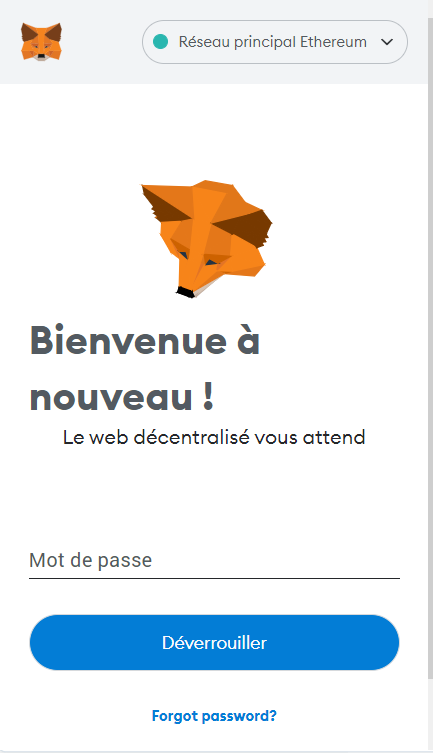 Réseau principal Ethereum
Bienvenue à
nouveau !
Le web décentralisé vous attend
Mot de passe
Déverrouiller
Forgot password?